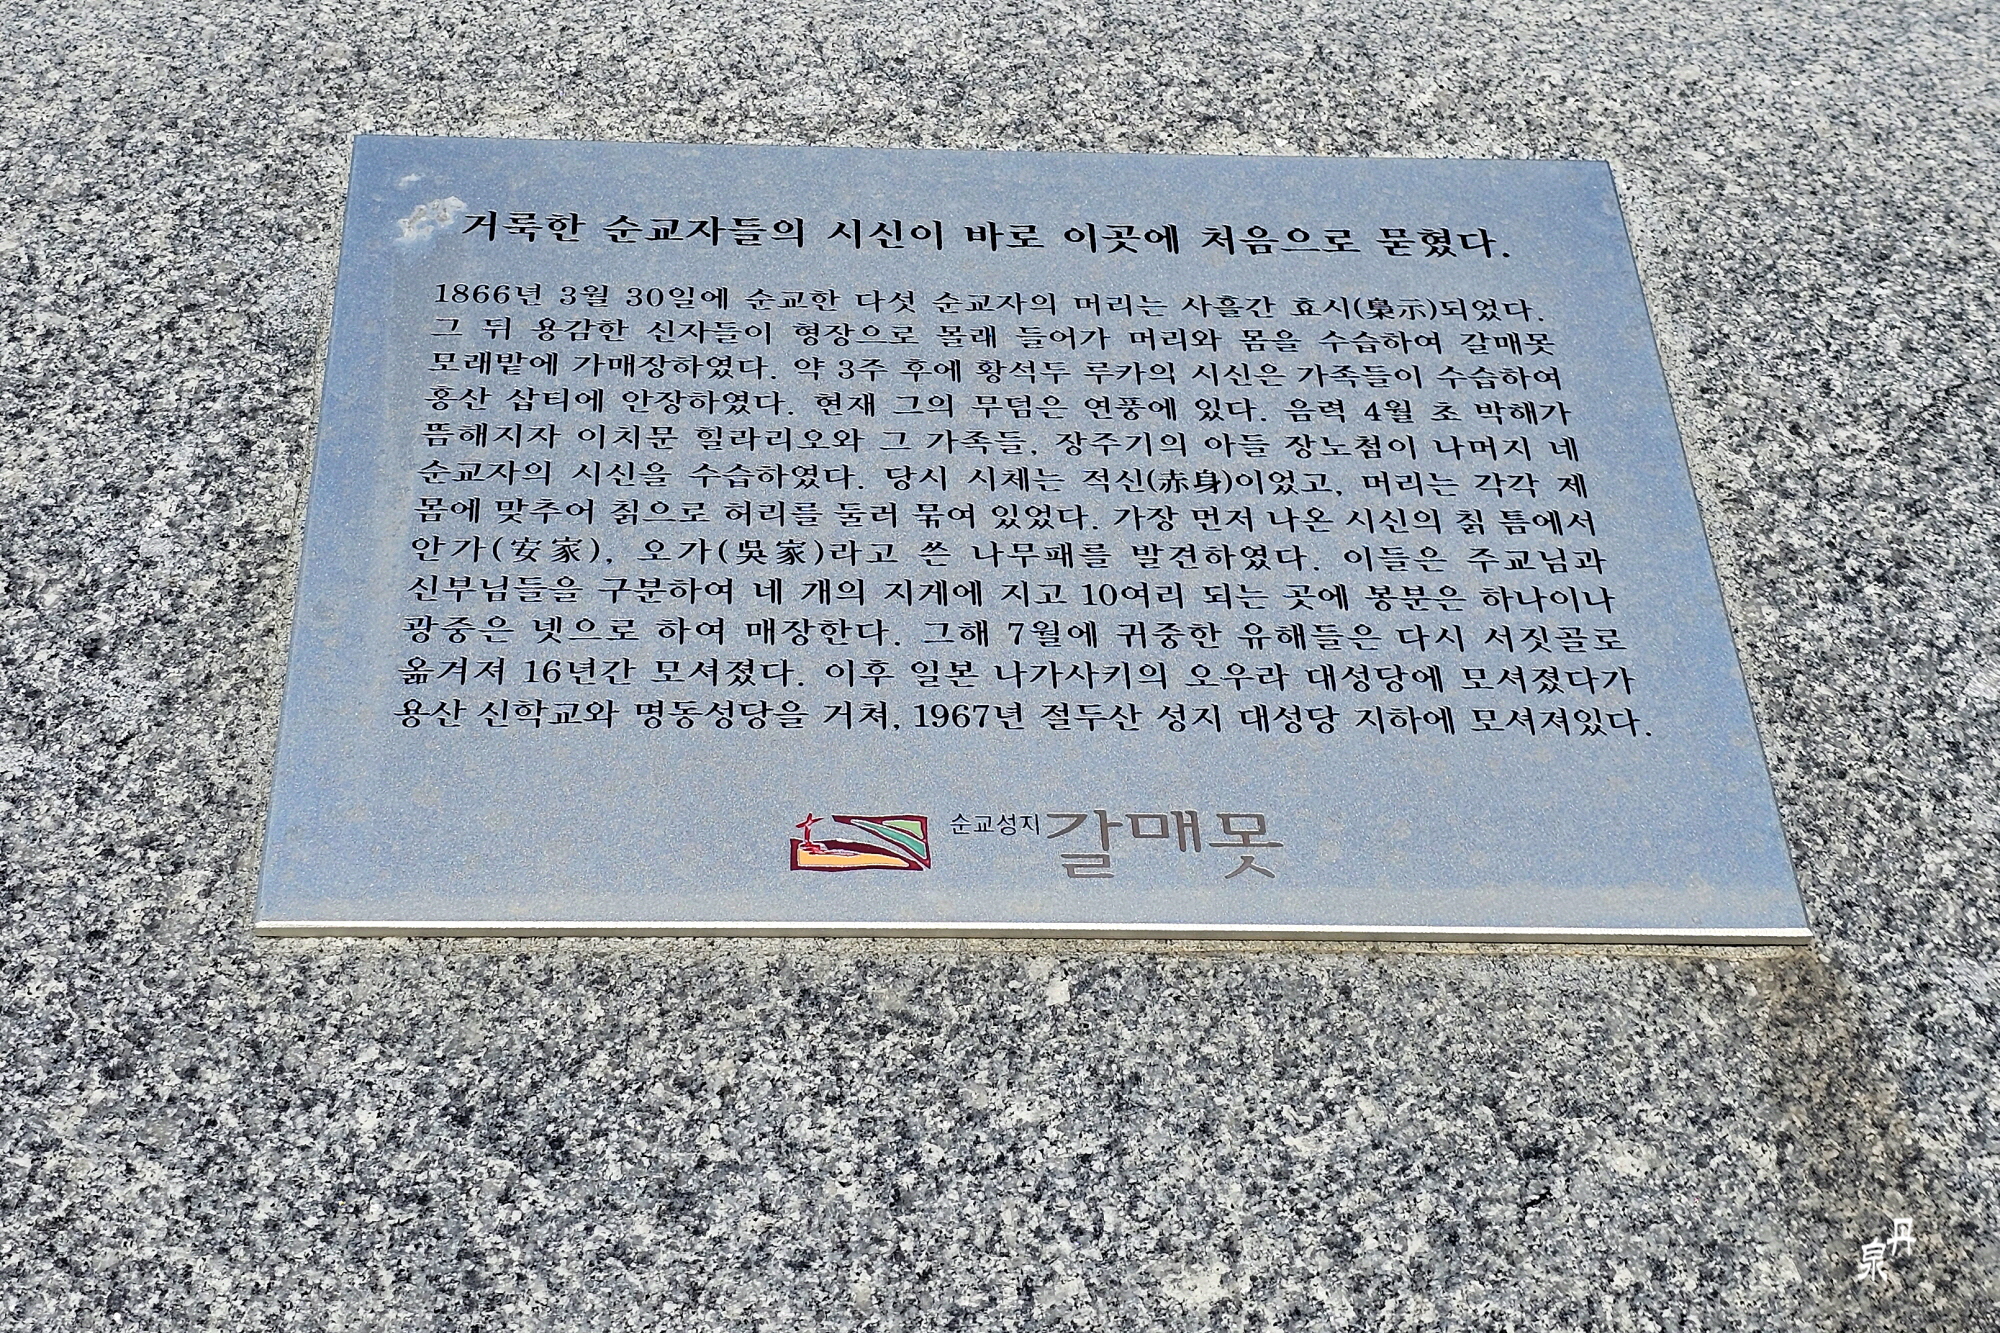 거룩한 순교자들의 시신이 바로 이곳에 처음으로 묻혔다.
1866년 3월 30일에 순교한 다섯 순교자의 머리는 사흘간 효시(梟示)되었다.
그 뒤 용감한 신자들이 형장으로 몰래 들어가 머리와 몸을 수습하여 갈매못
모래밭에 가매장하였다. 약 3주 후에 황석두 루카의 시신은 가족들이 수습하여
홍산 삽티에 안장하였다. 현재 그의 무덤은 연풍에 있다. 음력 4월 초 박해가
뜸해지자 이치문 힐라리오와 그 가족들, 장주기의 아들 장노첨이 나머지 네
순교자의 시신을 수습하였다. 당시 시체는 적신(赤身)이었고, 머리는 각각 제
몸에 맞추어 칡으로 허리를 둘러 묶여 있었다. 가장 먼저 나온 시신의 칡 틈에서
안가(安家), 오가(吳家)라고 쓴 나무패를 발견하였다. 이들은 주교님과
신부님들을 구분하여 네 개의 지게에 지고 10여리 되는 곳에 봉분은 하나이나
광중은 넷으로 하여 매장한다. 그해 7월에 귀중한 유해들은 다시 서짓골로
옮겨져 16년간 모셔졌다. 이후 일본 나가사키의 오우라 대성당에 모셔졌다가
용산 신학교와 명동성당을 거쳐, 1967년 절두산 성지 대성당 지하에 모셔져있다.
순교성지 갈매못
丹泉